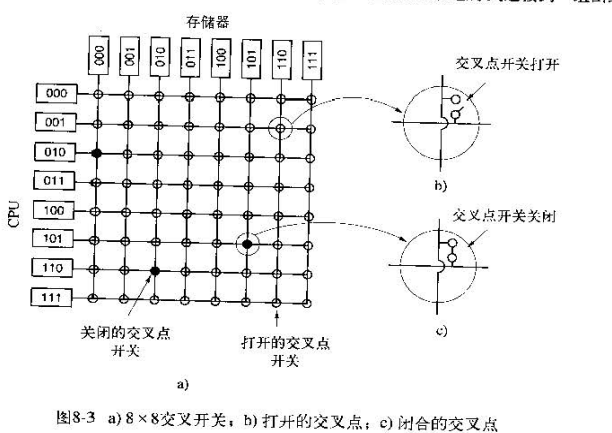 存储器
000 001 010 011 100 101 110 111
000
001
010
011
100
101
110
111
CPU
关闭的交叉点
开关
打开的交叉点
开关
a)
交叉点开关打开
b)
交叉点开关关闭
c)
图8-3 a) 8×8交叉开关；b) 打开的交叉点；c) 闭合的交叉点